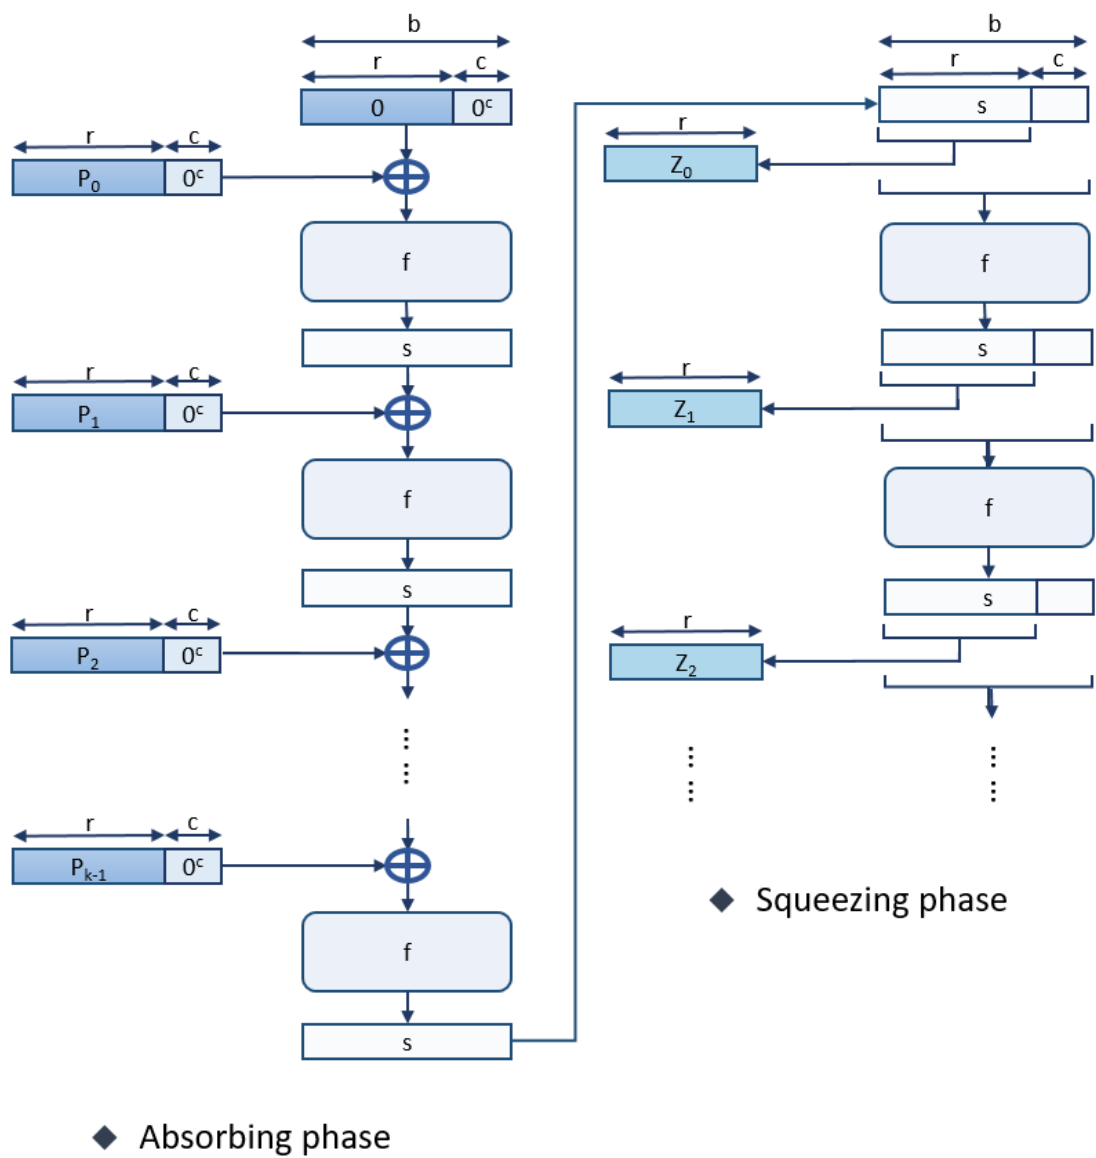 b
r c
0 0ᶜ
r c
P₀ 0ᶜ
f
s
r c
P₁ 0ᶜ
f
s
r c
P₂ 0ᶜ
⋮
⋮
r c
Pₖ₋₁ 0ᶜ
f
s
◆ Absorbing phase
b
r c
s
r
Z₀
f
s
r
Z₁
f
s
r
Z₂
⋮ ⋮
⋮ ⋮
◆ Squeezing phase